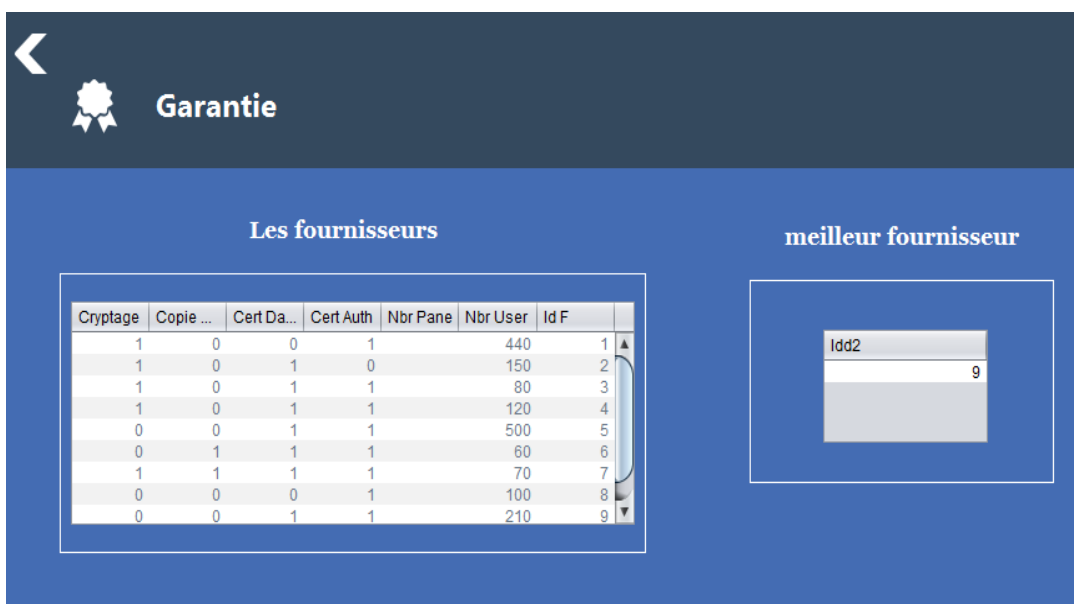 Garantie
Les fournisseurs
meilleur fournisseur
Cryptage Copie ... Cert Da... Cert Auth Nbr Pane Nbr User Id F
1 0 0 1 440 1
1 0 1 0 150 2
1 0 1 1 80 3
1 0 1 1 120 4
0 0 1 1 500 5
0 1 1 1 60 6
1 1 1 1 70 7
0 0 0 1 100 8
0 0 1 1 210 9
Idd2
9